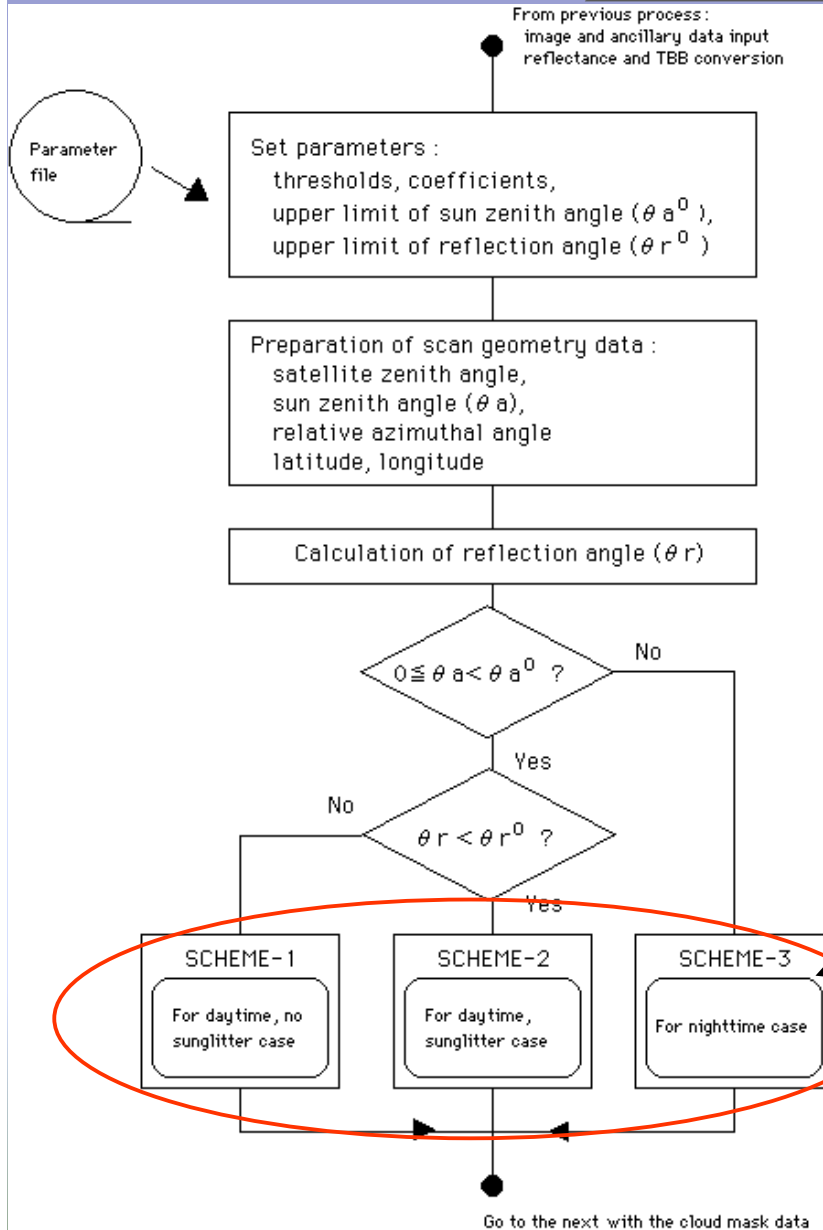 From previous process:
image and ancillary data input
reflectance and TBB conversion
Parameter
file
Set parameters :
thresholds, coefficients,
upper limit of sun zenith angle (θ a⁰ ),
upper limit of reflection angle (θ r⁰ )
Preparation of scan geometry data :
satellite zenith angle,
sun zenith angle (θ a),
relative azimuthal angle
latitude, longitude
Calculation of reflection angle (θ r)
0≦ θ a< θ a⁰ ?
No
Yes
θ r < θ r⁰ ?
No
Yes
SCHEME-1
For daytime, no
sunglitter case
SCHEME-2
For daytime,
sunglitter case
SCHEME-3
For nighttime case
Go to the next with the cloud mask data